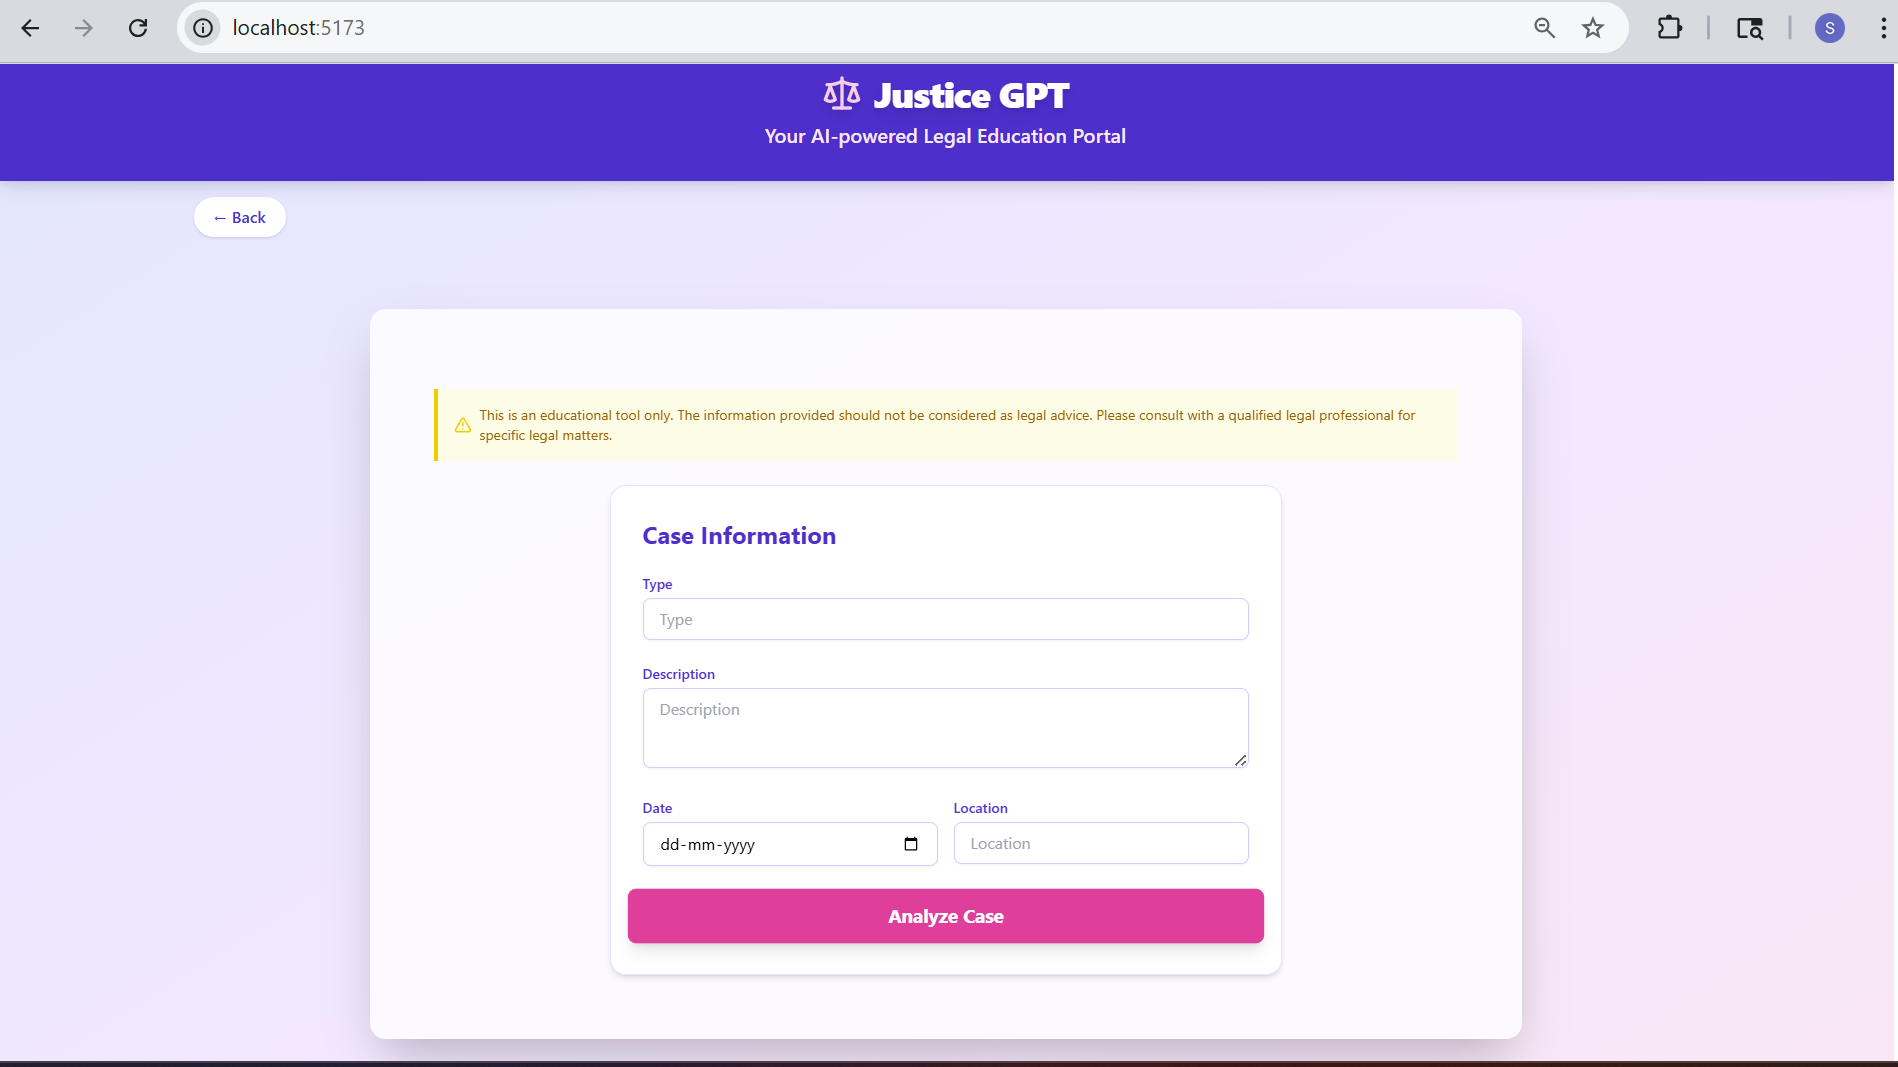 localhost:5173
S
Justice GPT
Your AI-powered Legal Education Portal
← Back
This is an educational tool only. The information provided should not be considered as legal advice. Please consult with a qualified legal professional for
specific legal matters.
Case Information
Type
Type
Description
Description
Date
Location
dd-mm-yyyy
Location
Analyze Case